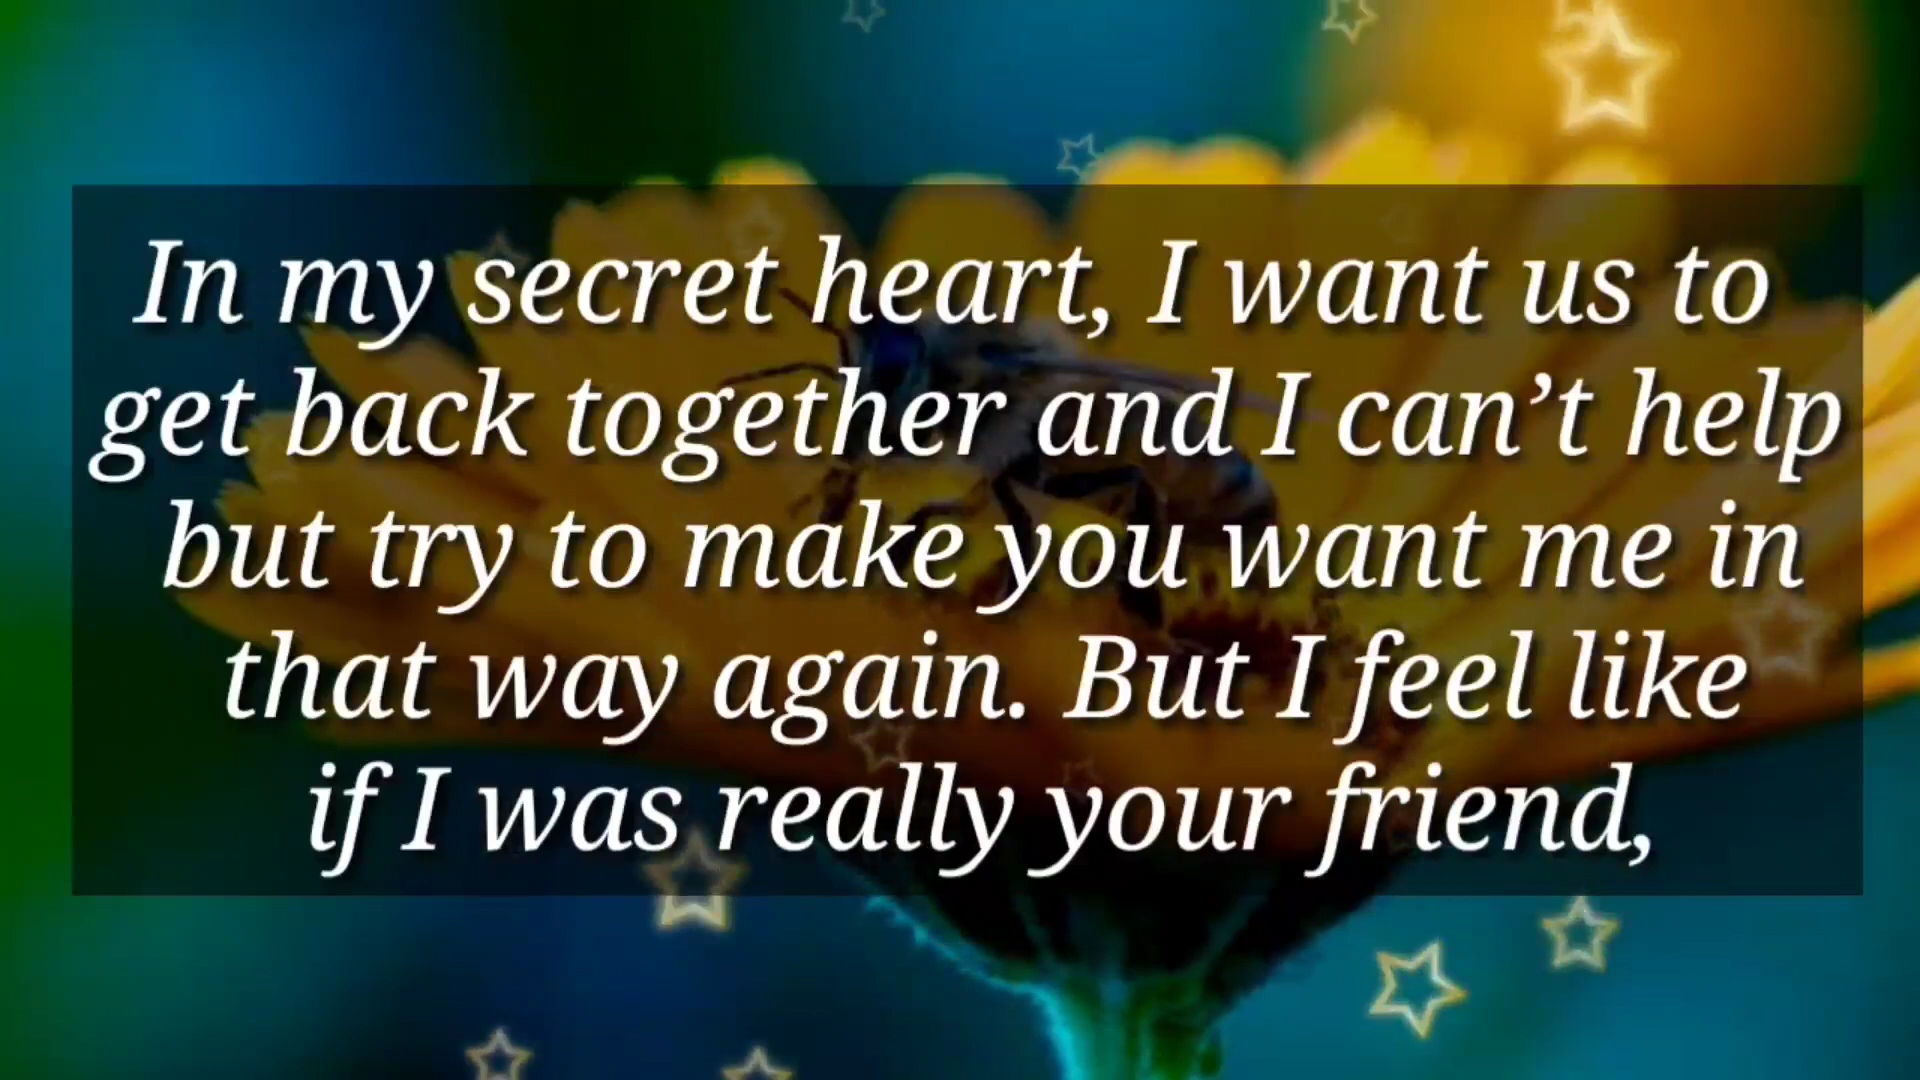 In my secret heart, I want us to
get back together and I can’t help
but try to make you want me in
that way again. But I feel like
if I was really your friend,